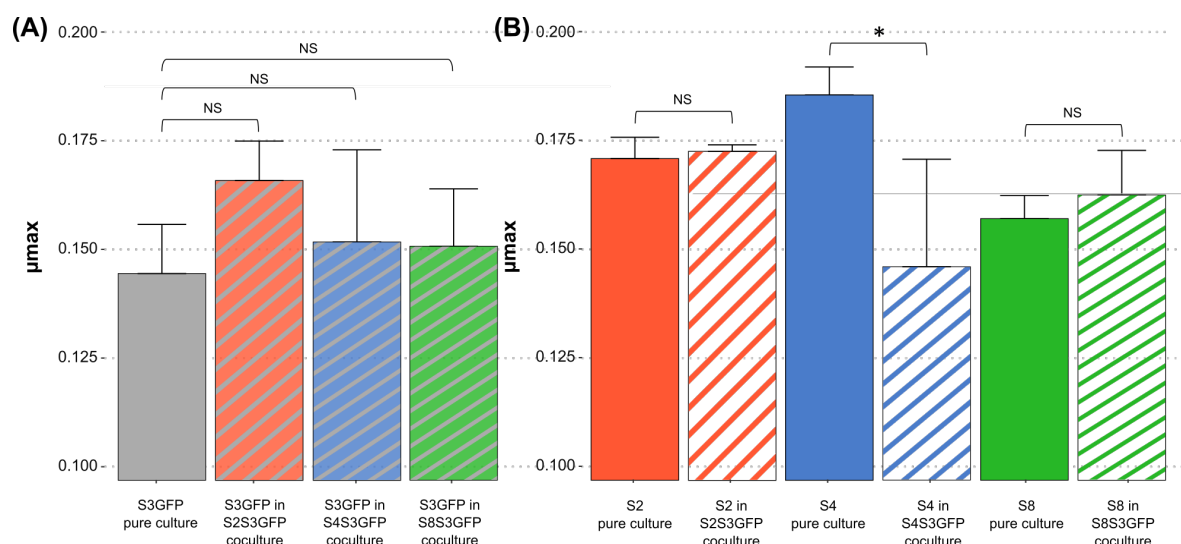 (A)
µmax
0.200
0.175
0.150
0.125
0.100
NS
NS
NS
S3GFP
pure culture
S3GFP in
S2S3GFP
coculture
S3GFP in
S4S3GFP
coculture
S3GFP in
S8S3GFP
coculture
(B)
µmax
0.200
0.175
0.150
0.125
0.100
NS
*
NS
S2
pure culture
S2 in
S2S3GFP
coculture
S4
pure culture
S4 in
S4S3GFP
coculture
S8
pure culture
S8 in
S8S3GFP
coculture